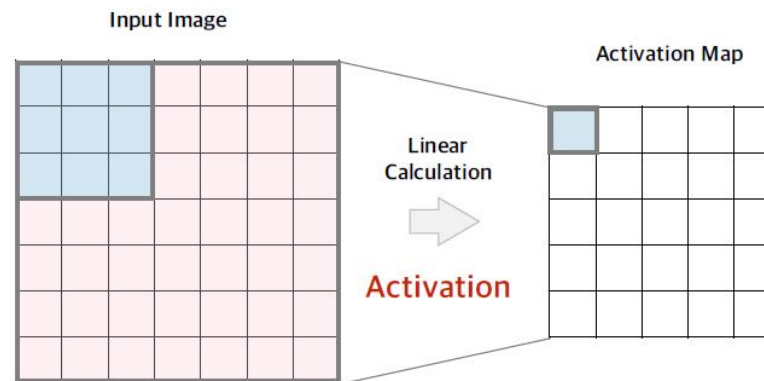 Input Image
Activation Map
Linear
Calculation
Activation